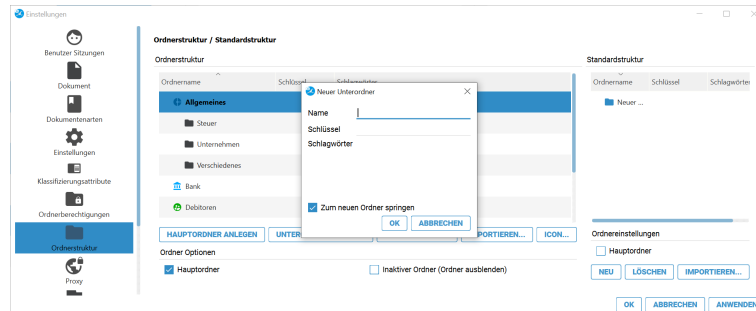 Einstellungen
Benutzer Sitzungen
Dokument
Dokumentenarten
Einstellungen
Klassifizierungsattribute
Ordnerberechtigungen
Ordnerstruktur
Proxy
Ordnerstruktur / Standardstruktur
Ordnerstruktur
Ordnername Schlüssel Schlagwörter
Allgemeines
Steuer
Unternehmen
Verschiedenes
Bank
Debitoren
HAUPTORDNER ANLEGEN UNTER PORTIEREN... ICON...
Ordner Optionen
Hauptordner Inaktiver Ordner (Ordner ausblenden)
Neuer Unterordner
Name
Schlüssel
Schlagwörter
Zum neuen Ordner springen
OK ABBRECHEN
Standardstruktur
Ordnername Schlüssel Schlagwörter
Neuer ...
Ordnereinstellungen
Hauptordner
NEU LÖSCHEN IMPORTIEREN...
OK ABBRECHEN ANWENDEN